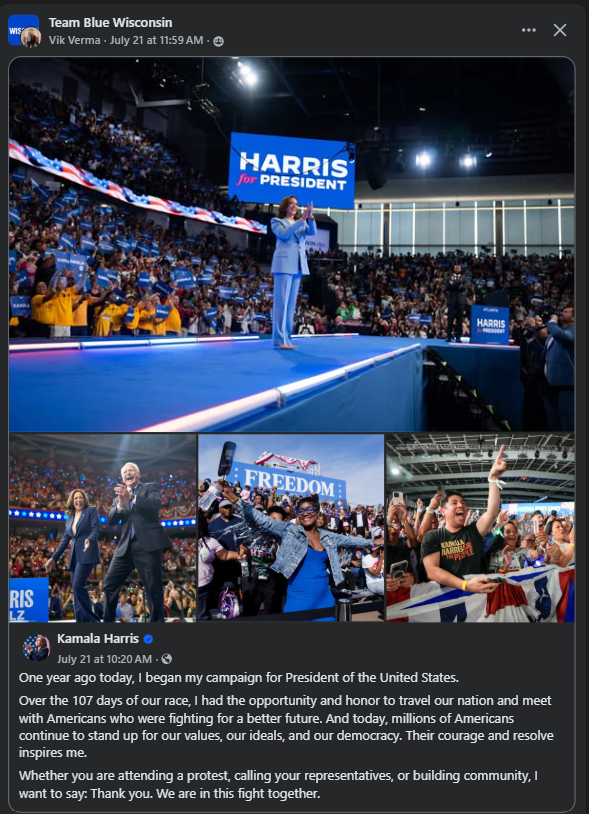 WIS
Team Blue Wisconsin
Vik Verma · July 21 at 11:59 AM ·
HARRIS
for PRESIDENT
HARRIS
for PRESIDENT
RIS
LZ
FREEDOM
KAMALA
HARRIS
Kamala Harris
July 21 at 10:20 AM ·
One year ago today, I began my campaign for President of the United States.
Over the 107 days of our race, I had the opportunity and honor to travel our nation and meet
with Americans who were fighting for a better future. And today, millions of Americans
continue to stand up for our values, our ideals, and our democracy. Their courage and resolve
inspires me.
Whether you are attending a protest, calling your representatives, or building community, I
want to say: Thank you. We are in this fight together.